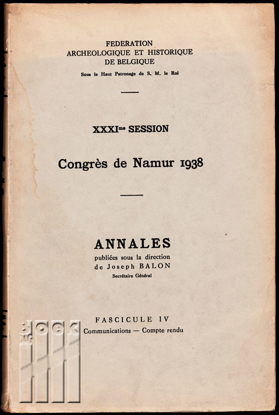 FEDERATION
ARCHEOLOGIQUE ET HISTORIQUE
DE BELGIQUE
Sous le Haut Patronage de S. M. le Roi
XXXIme SESSION
Congrès de Namur 1938
ANNALES
publiées sous la direction
de Joseph BALON
Secrétaire Général
FASCICULE IV
Communications — Compte rendu